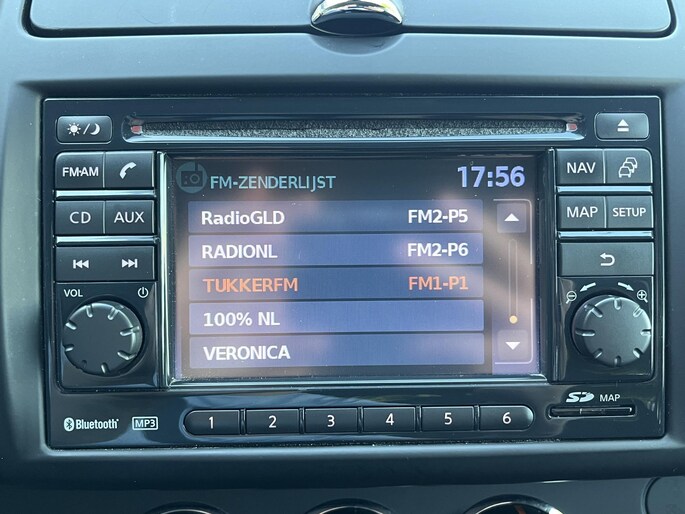 FM-ZENDERLIJST 17:56
FM•AM
NAV
RadioGLD FM2-P5
CD AUX
MAP SETUP
RADIONL FM2-P6
TUKKERFM FM1-P1
VOL
100% NL
VERONICA
Bluetooth MP3
1 2 3 4 5 6
SD MAP